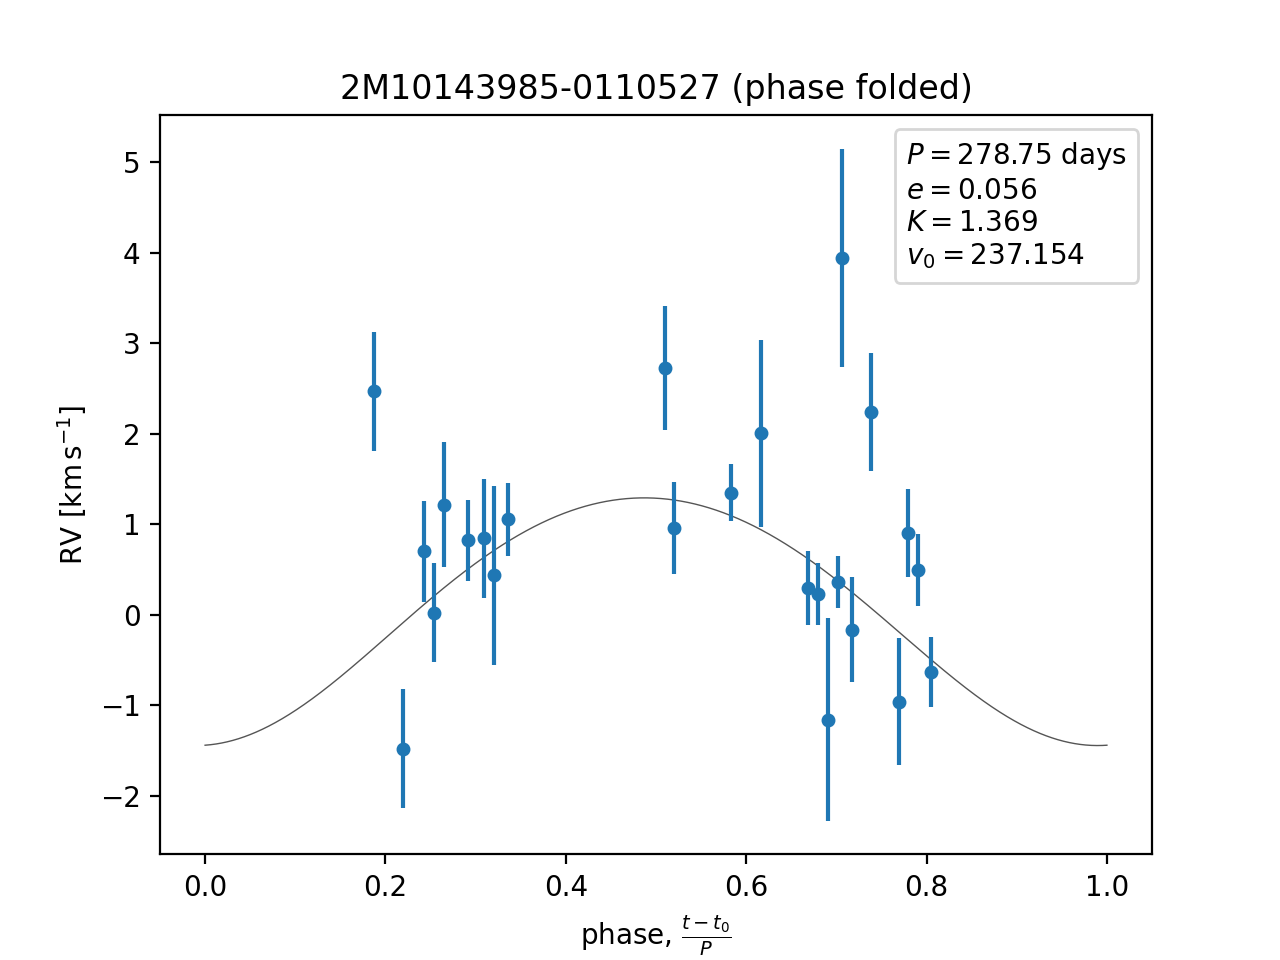 2M10143985-0110527 (phase folded)
P = 278.75 days
e = 0.056
K = 1.369
v₀ = 237.154
RV [km s⁻¹]
5
4
3
2
1
0
−1
−2
0.0 0.2 0.4 0.6 0.8 1.0
phase, (t − t₀)/P